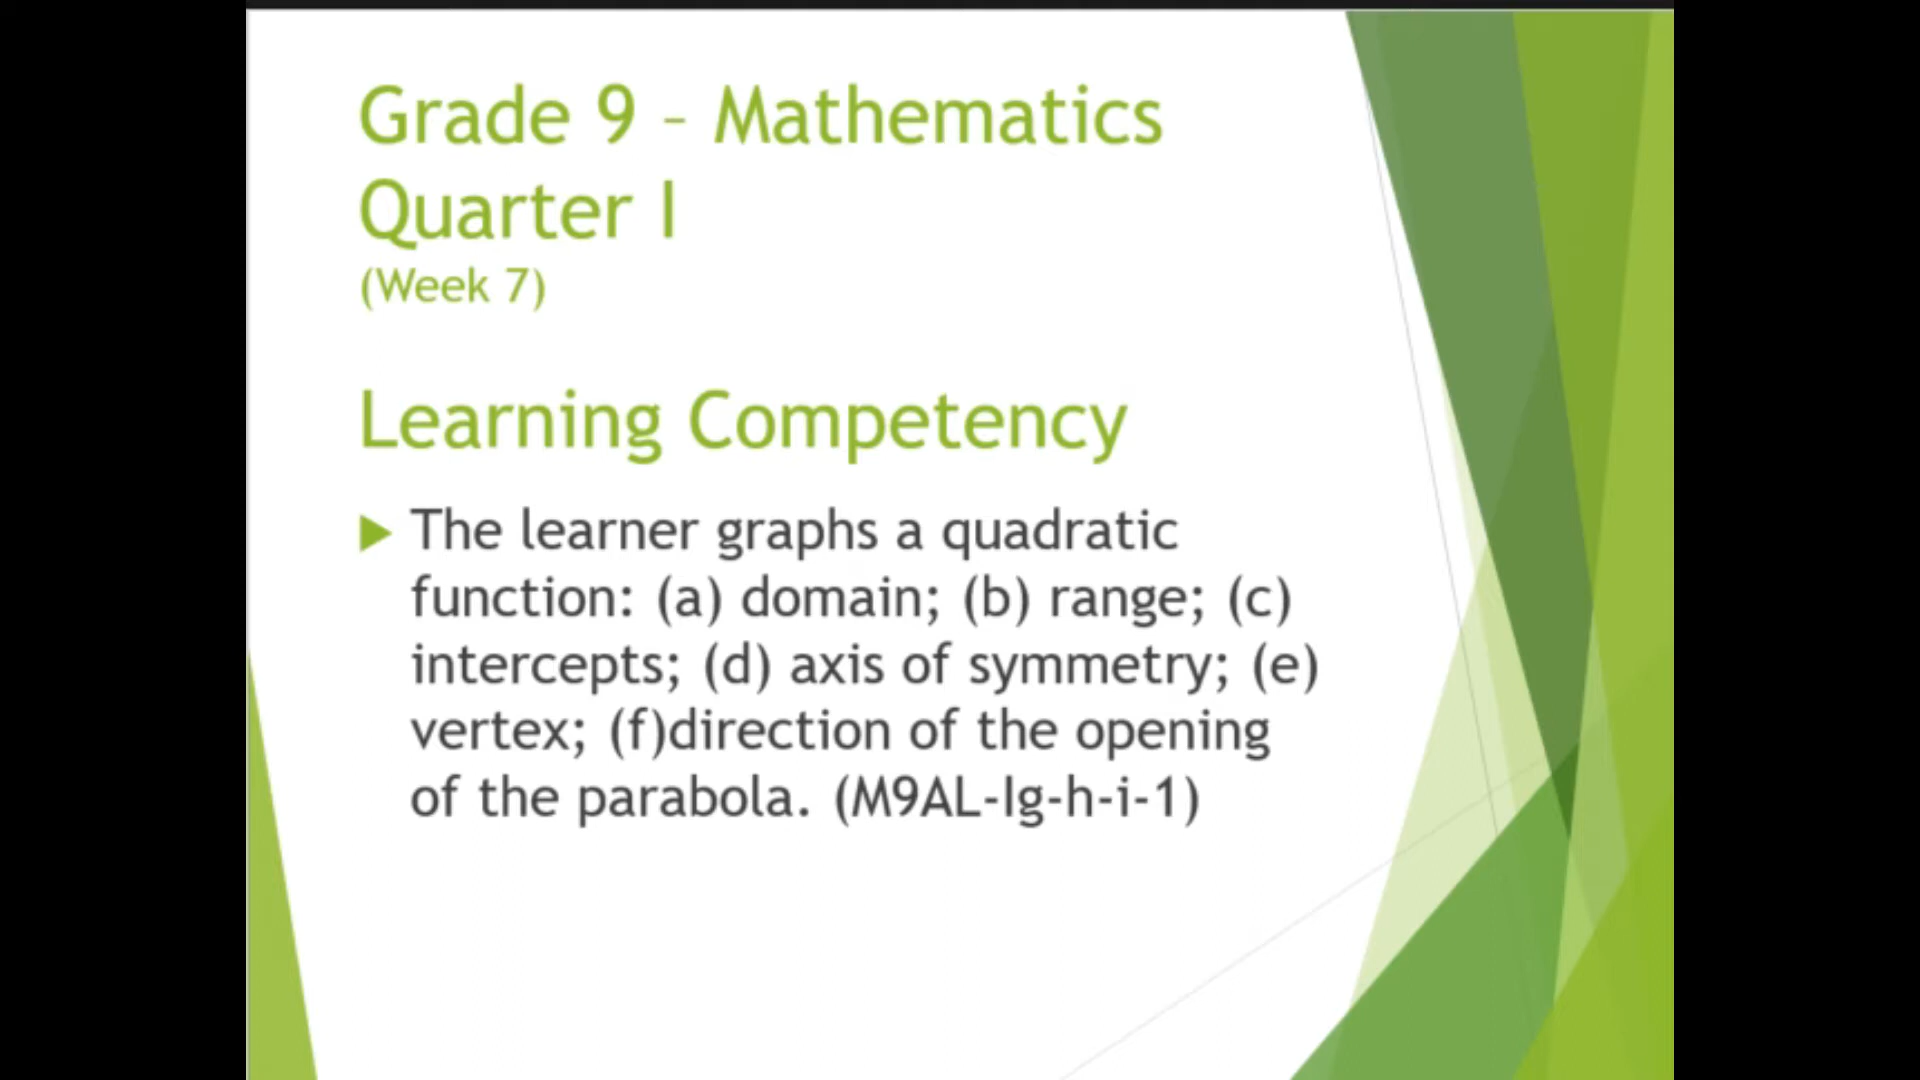 Grade 9 – Mathematics
Quarter I
(Week 7)
Learning Competency
The learner graphs a quadratic
function: (a) domain; (b) range; (c)
intercepts; (d) axis of symmetry; (e)
vertex; (f)direction of the opening
of the parabola. (M9AL-Ig-h-i-1)